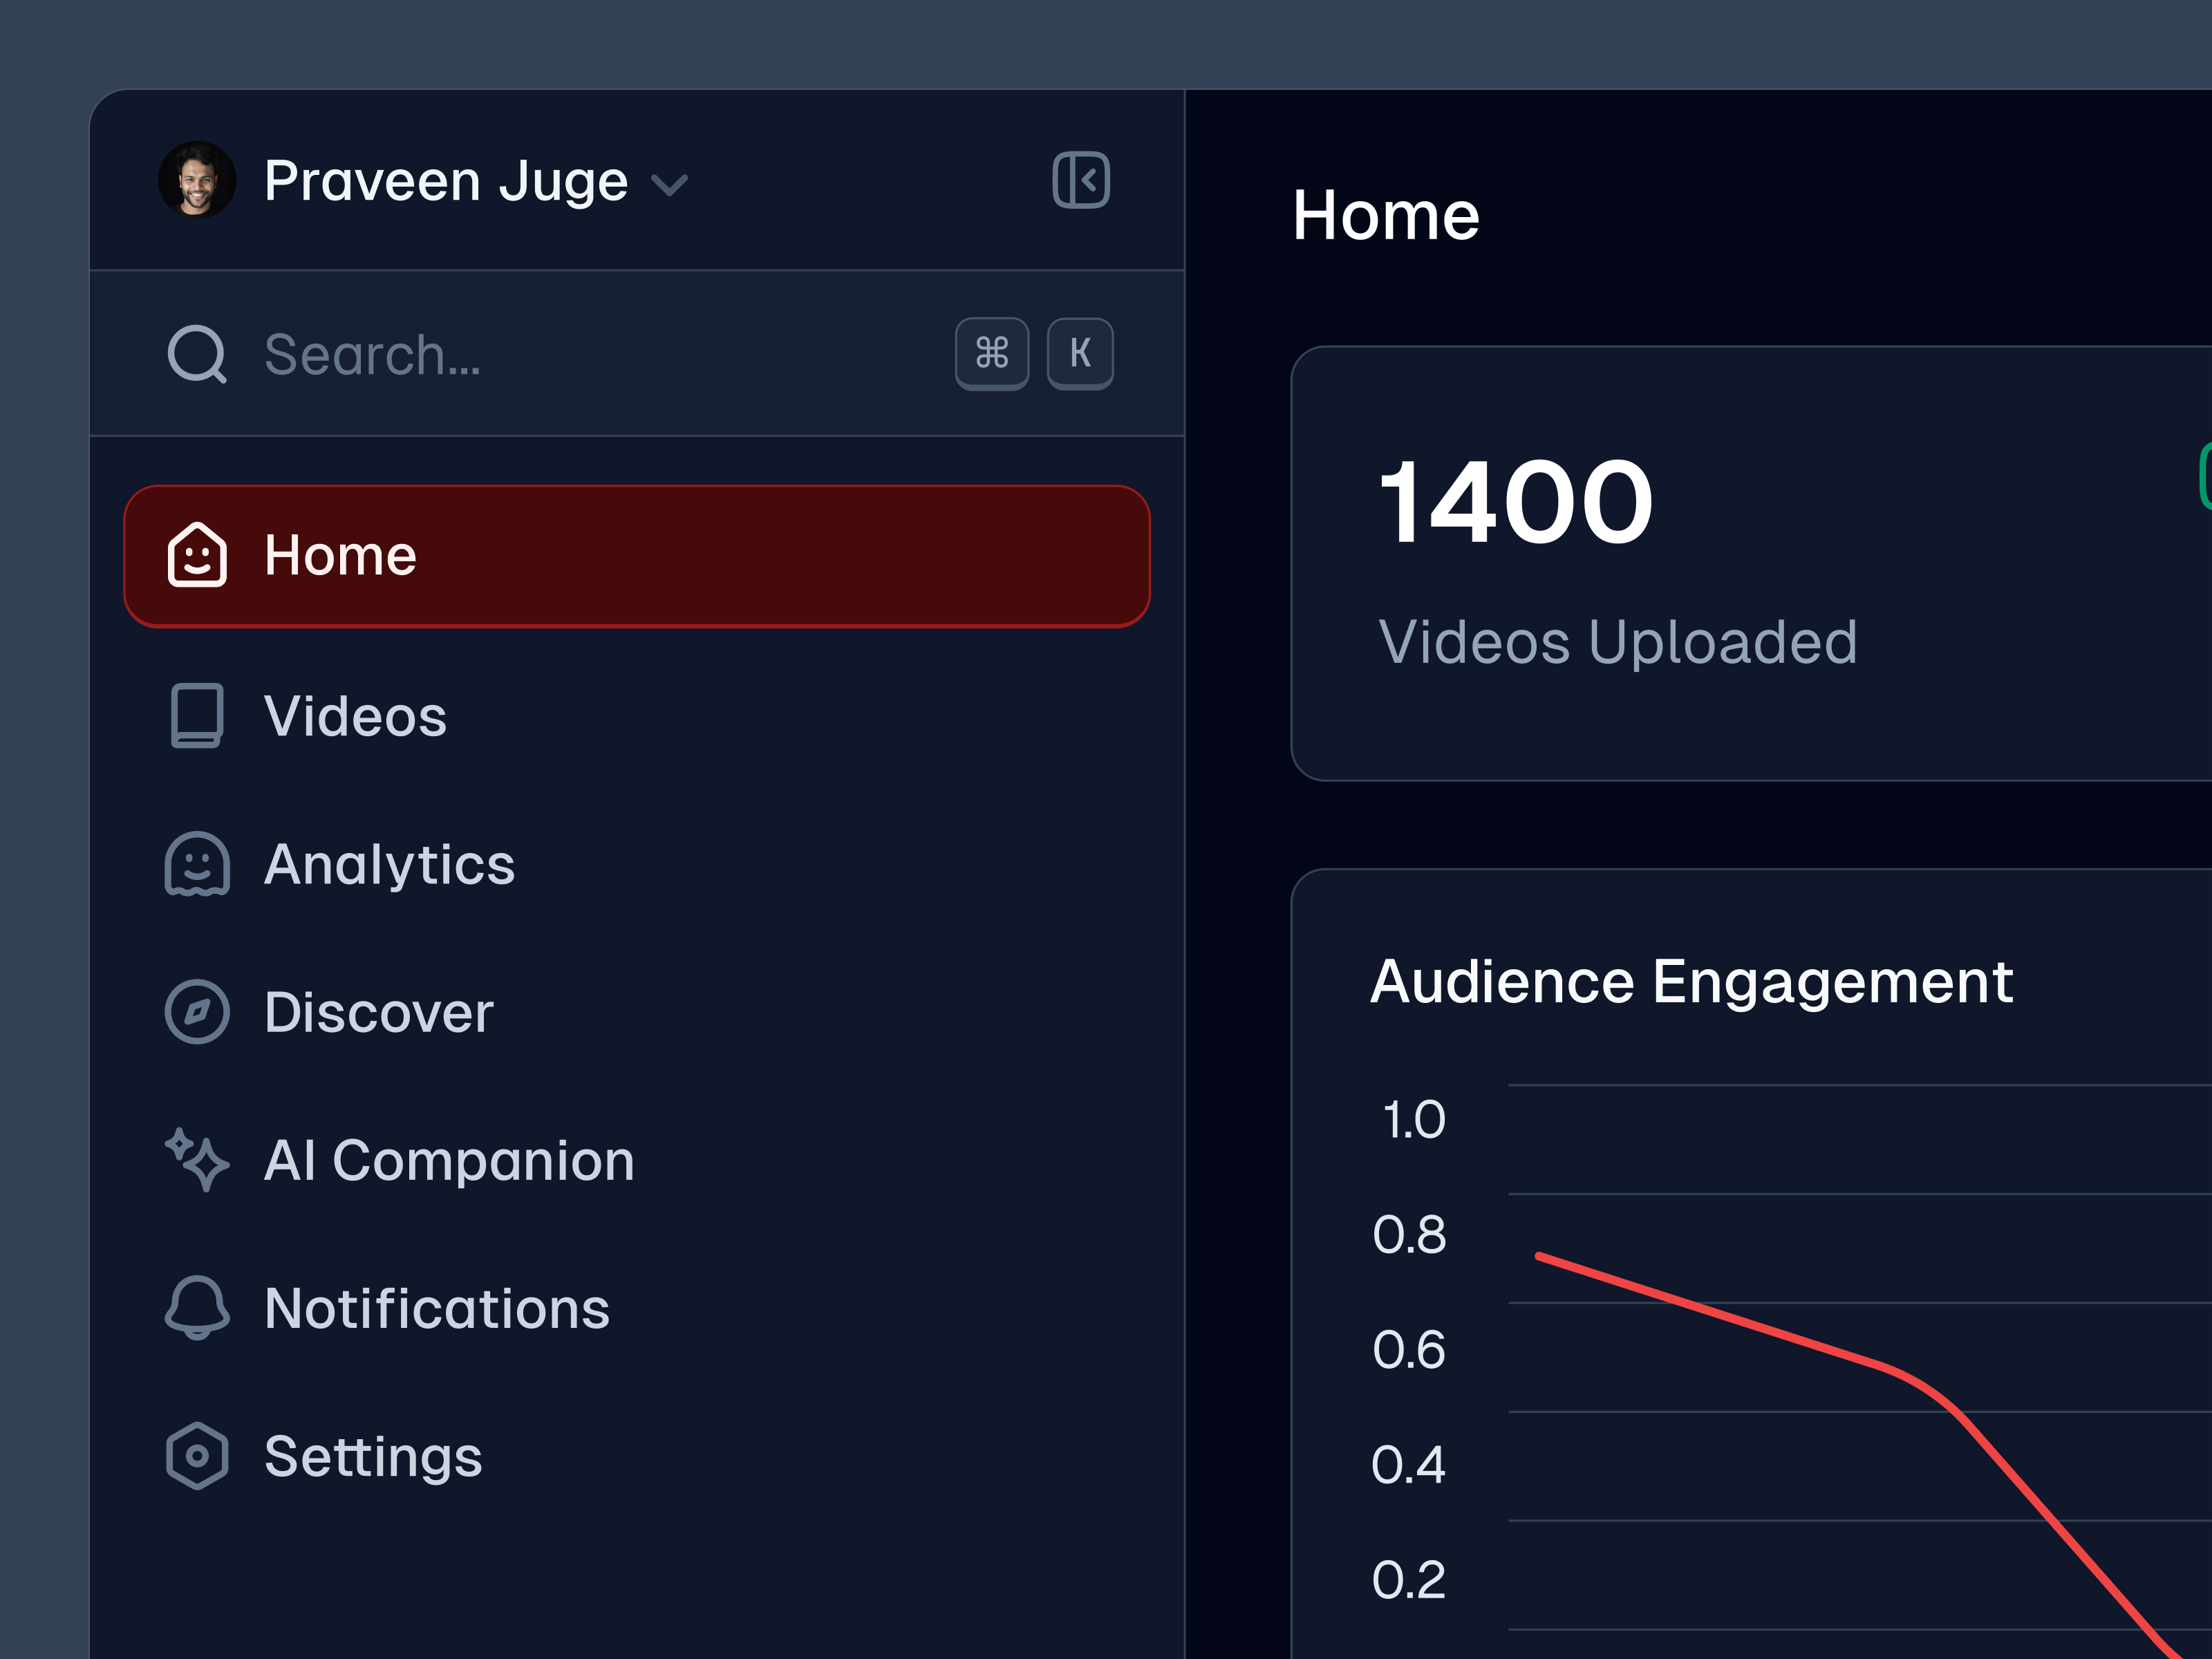 Praveen Juge
Search...
⌘ K
Home
Videos
Analytics
Discover
AI Companion
Notifications
Settings
Home
1400
Videos Uploaded
Audience Engagement
1.0
0.8
0.6
0.4
0.2